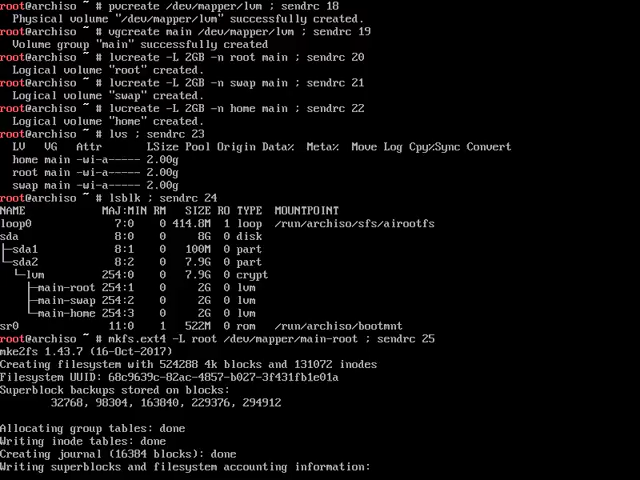 root@archiso ~ # pvcreate /dev/mapper/lvm ; sendrc 18
  Physical volume "/dev/mapper/lvm" successfully created.
root@archiso ~ # vgcreate main /dev/mapper/lvm ; sendrc 19
  Volume group "main" successfully created
root@archiso ~ # lvcreate -L 2GB -n root main ; sendrc 20
  Logical volume "root" created.
root@archiso ~ # lvcreate -L 2GB -n swap main ; sendrc 21
  Logical volume "swap" created.
root@archiso ~ # lvcreate -L 2GB -n home main ; sendrc 22
  Logical volume "home" created.
root@archiso ~ # lvs ; sendrc 23
  LV   VG   Attr       LSize Pool Origin Data%  Meta%  Move Log Cpy%Sync Convert
  home main -wi-a----- 2.00g
  root main -wi-a----- 2.00g
  swap main -wi-a----- 2.00g
root@archiso ~ # lsblk ; sendrc 24
NAME            MAJ:MIN RM   SIZE RO TYPE  MOUNTPOINT
loop0             7:0    0 414.8M  1 loop  /run/archiso/sfs/airootfs
sda               8:0    0     8G  0 disk
├─sda1            8:1    0   100M  0 part
└─sda2            8:2    0   7.9G  0 part
  └─lvm         254:0    0   7.9G  0 crypt
    ├─main-root 254:1    0     2G  0 lvm
    ├─main-swap 254:2    0     2G  0 lvm
    └─main-home 254:3    0     2G  0 lvm
sr0              11:0    1   522M  0 rom   /run/archiso/bootmnt
root@archiso ~ # mkfs.ext4 -L root /dev/mapper/main-root ; sendrc 25
mke2fs 1.43.7 (16-Oct-2017)
Creating filesystem with 524288 4k blocks and 131072 inodes
Filesystem UUID: 68c9639c-82ac-4857-b027-3f431fb1e01a
Superblock backups stored on blocks:
        32768, 98304, 163840, 229376, 294912

Allocating group tables: done
Writing inode tables: done
Creating journal (16384 blocks): done
Writing superblocks and filesystem accounting information: